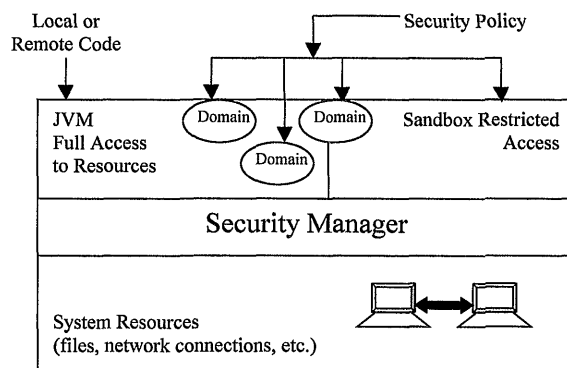 Local or
Remote Code
Security Policy
JVM
Full Access
to Resources
Domain
Domain
Domain
Sandbox Restricted
Access
Security Manager
System Resources
(files, network connections, etc.)